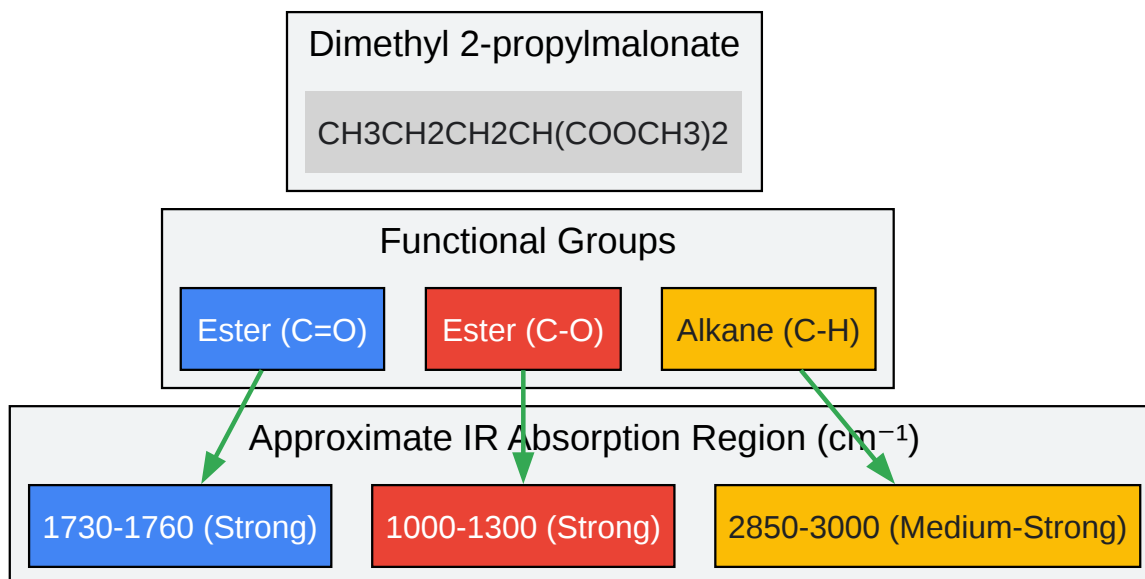 Dimethyl 2-propylmalonate
CH3CH2CH2CH(COOCH3)2
Functional Groups
Ester (C=O)
Ester (C-O)
Alkane (C-H)
Approximate IR Absorption Region (cm⁻¹)
1730-1760 (Strong)
1000-1300 (Strong)
2850-3000 (Medium-Strong)